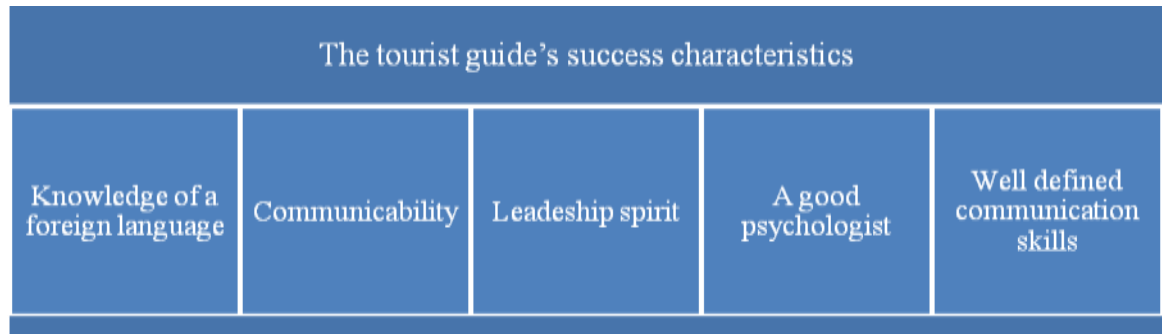 The tourist guide’s success characteristics
Knowledge of a
foreign language
Communicability
Leadeship spirit
A good
psychologist
Well defined
communication
skills